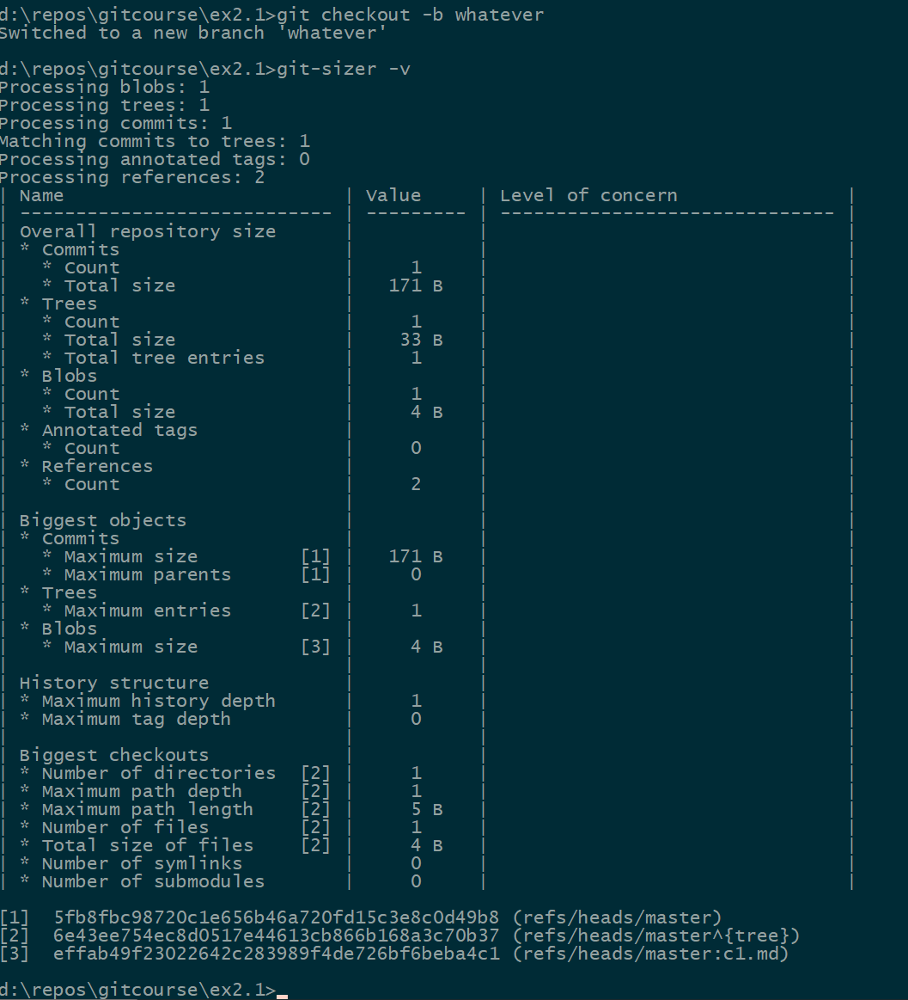 d:\repos\gitcourse\ex2.1>git checkout -b whatever
Switched to a new branch 'whatever'

d:\repos\gitcourse\ex2.1>git-sizer -v
Processing blobs: 1
Processing trees: 1
Processing commits: 1
Matching commits to trees: 1
Processing annotated tags: 0
Processing references: 2
| Name                         | Value     | Level of concern               |
| ---------------------------- | --------- | ------------------------------ |
| Overall repository size      |           |                                |
| * Commits                    |           |                                |
|   * Count                    |     1     |                                |
|   * Total size               |   171 B   |                                |
| * Trees                      |           |                                |
|   * Count                    |     1     |                                |
|   * Total size               |    33 B   |                                |
|   * Total tree entries       |     1     |                                |
| * Blobs                      |           |                                |
|   * Count                    |     1     |                                |
|   * Total size               |     4 B   |                                |
| * Annotated tags             |           |                                |
|   * Count                    |     0     |                                |
| * References                 |           |                                |
|   * Count                    |     2     |                                |
|                              |           |                                |
| Biggest objects              |           |                                |
| * Commits                    |           |                                |
|   * Maximum size         [1] |   171 B   |                                |
|   * Maximum parents      [1] |     0     |                                |
| * Trees                      |           |                                |
|   * Maximum entries      [2] |     1     |                                |
| * Blobs                      |           |                                |
|   * Maximum size         [3] |     4 B   |                                |
|                              |           |                                |
| History structure            |           |                                |
| * Maximum history depth      |     1     |                                |
| * Maximum tag depth          |     0     |                                |
|                              |           |                                |
| Biggest checkouts            |           |                                |
| * Number of directories  [2] |     1     |                                |
| * Maximum path depth     [2] |     1     |                                |
| * Maximum path length    [2] |     5 B   |                                |
| * Number of files        [2] |     1     |                                |
| * Total size of files    [2] |     4 B   |                                |
| * Number of symlinks         |     0     |                                |
| * Number of submodules       |     0     |                                |

[1]  5fb8fbc98720c1e656b46a720fd15c3e8c0d49b8 (refs/heads/master)
[2]  6e43ee754ec8d0517e44613cb866b168a3c70b37 (refs/heads/master^{tree})
[3]  effab49f23022642c283989f4de726bf6beba4c1 (refs/heads/master:c1.md)

d:\repos\gitcourse\ex2.1>